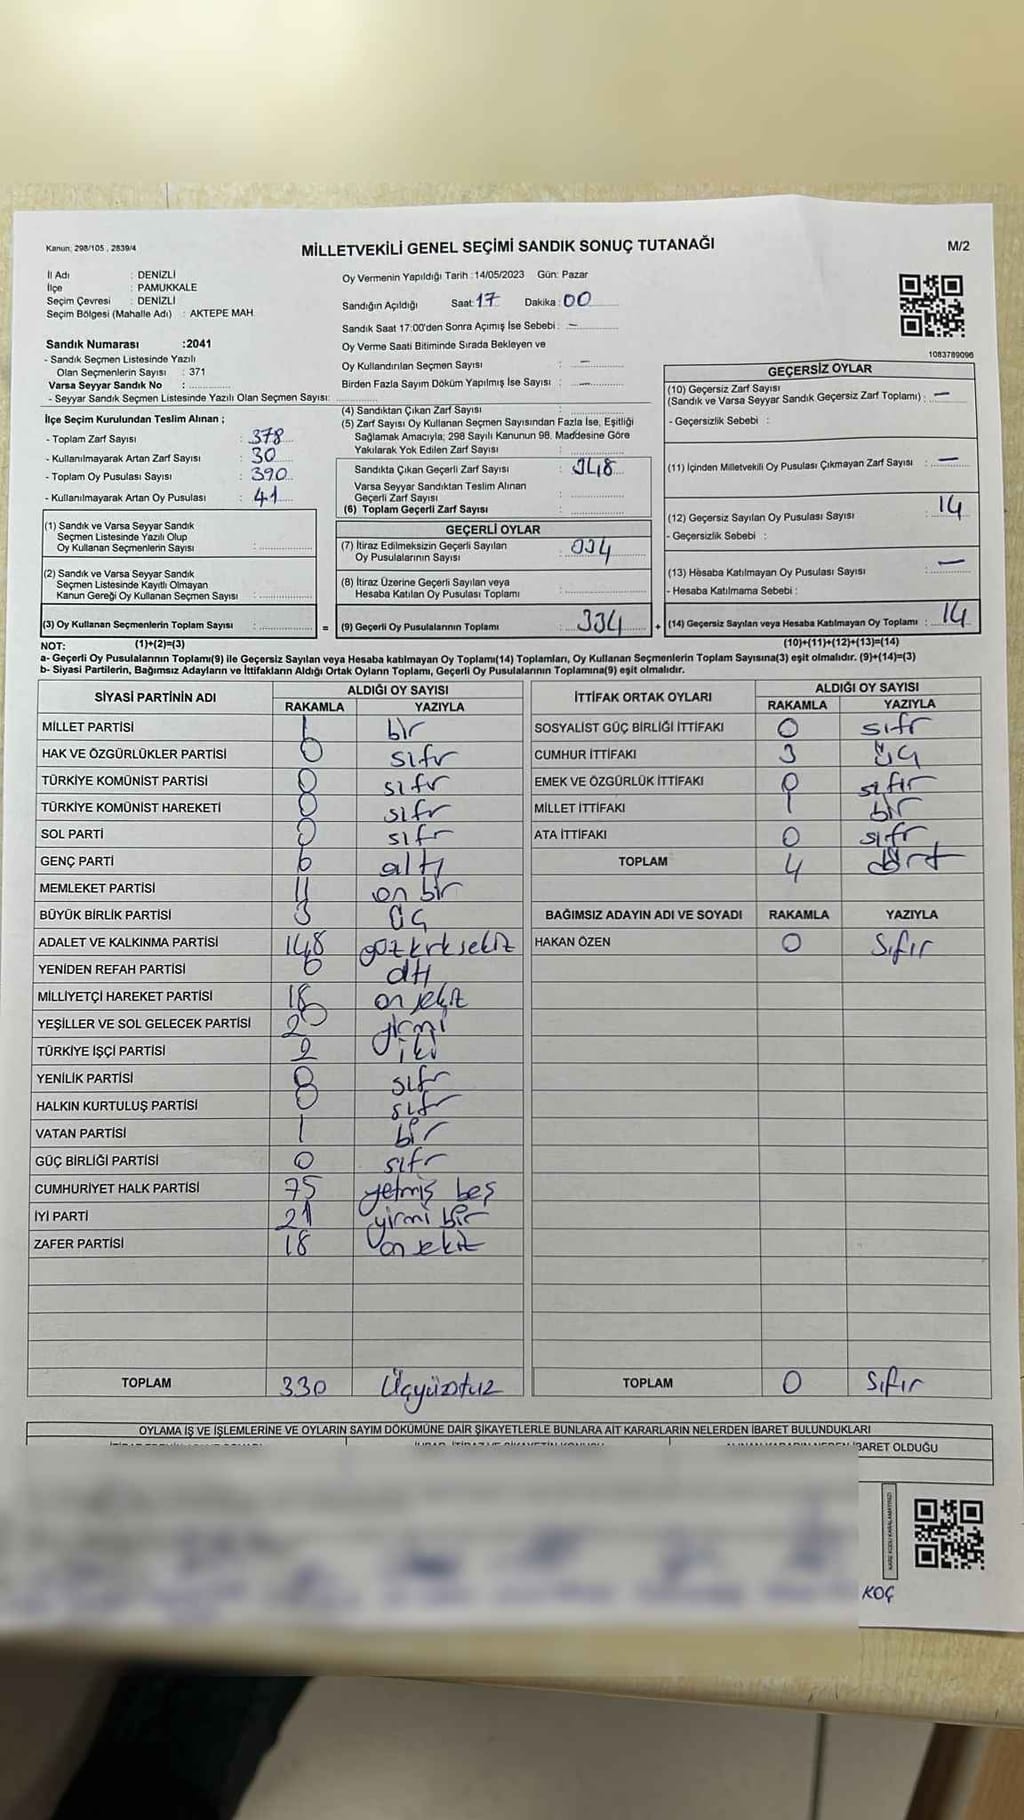 Kanun; 298/105 , 2839/4
MİLLETVEKİLİ GENEL SEÇİMİ SANDIK SONUÇ TUTANAĞI
M/2
İl Adı : DENİZLİ
İlçe : PAMUKKALE
Seçim Çevresi : DENİZLİ
Seçim Bölgesi (Mahalle Adı) : AKTEPE MAH.
Sandık Numarası :2041
- Sandık Seçmen Listesinde Yazılı
Olan Seçmenlerin Sayısı : 371
Varsa Seyyar Sandık No :
- Seyyar Sandık Seçmen Listesinde Yazılı Olan Seçmen Sayısı:
Oy Vermenin Yapıldığı Tarih :14/05/2023 Gün: Pazar
Sandığın Açıldığı Saat: 17 Dakika : 00
Sandık Saat 17:00'den Sonra Açımış İse Sebebi : —
Oy Verme Saati Bitiminde Sırada Bekleyen ve
Oy Kullandırılan Seçmen Sayısı : —
Birden Fazla Sayım Döküm Yapılmış İse Sayısı : —
1083789096
İlçe Seçim Kurulundan Teslim Alınan ;
- Toplam Zarf Sayısı : 378
- Kullanılmayarak Artan Zarf Sayısı : 30
- Toplam Oy Pusulası Sayısı : 390
- Kullanılmayarak Artan Oy Pusulası : 41
(1) Sandık ve Varsa Seyyar Sandık
Seçmen Listesinde Yazılı Olup
Oy Kullanan Seçmenlerin Sayısı :
(2) Sandık ve Varsa Seyyar Sandık
Seçmen Listesinde Kayıtlı Olmayan
Kanun Gereği Oy Kullanan Seçmen Sayısı :
(3) Oy Kullanan Seçmenlerin Toplam Sayısı : =
(4) Sandıktan Çıkan Zarf Sayısı :
(5) Zarf Sayısı Oy Kullanan Seçmen Sayısından Fazla İse, Eşitliği
Sağlamak Amacıyla; 298 Sayılı Kanunun 98. Maddesine Göre
Yakılarak Yok Edilen Zarf Sayısı :
Sandıkta Çıkan Geçerli Zarf Sayısı : 348
Varsa Seyyar Sandıktan Teslim Alınan
Geçerli Zarf Sayısı :
(6) Toplam Geçerli Zarf Sayısı :
GEÇERLİ OYLAR
(7) İtiraz Edilmeksizin Geçerli Sayılan
Oy Pusulalarının Sayısı : 334
(8) İtiraz Üzerine Geçerli Sayılan veya
Hesaba Katılan Oy Pusulası Toplamı :
(9) Geçerli Oy Pusulalarının Toplamı : 334 +
GEÇERSİZ OYLAR
(10) Geçersiz Zarf Sayısı
(Sandık ve Varsa Seyyar Sandık Geçersiz Zarf Toplamı) : —
- Geçersizlik Sebebi :
(11) İçinden Milletvekili Oy Pusulası Çıkmayan Zarf Sayısı : —
(12) Geçersiz Sayılan Oy Pusulası Sayısı : 14
- Geçersizlik Sebebi :
(13) Hesaba Katılmayan Oy Pusulası Sayısı : —
- Hesaba Katılmama Sebebi :
(14) Geçersiz Sayılan veya Hesaba Katılmayan Oy Toplamı : 14
NOT: (1)+(2)=(3) (10)+(11)+(12)+(13)=(14)
a- Geçerli Oy Pusulalarının Toplamı(9) ile Geçersiz Sayılan veya Hesaba katılmayan Oy Toplamı(14) Toplamları, Oy Kullanan Seçmenlerin Toplam Sayısına(3) eşit olmalıdır. (9)+(14)=(3)
b- Siyasi Partilerin, Bağımsız Adayların ve İttifakların Aldığı Ortak Oyların Toplamı, Geçerli Oy Pusulalarının Toplamına(9) eşit olmalıdır.
SİYASİ PARTİNİN ADI ALDIĞI OY SAYISI
RAKAMLA YAZIYLA
MİLLET PARTİSİ 1 bir
HAK VE ÖZGÜRLÜKLER PARTİSİ 0 sıfır
TÜRKİYE KOMÜNİST PARTİSİ 0 sıfır
TÜRKİYE KOMÜNİST HAREKETİ 0 sıfır
SOL PARTİ 0 sıfır
GENÇ PARTİ 6 altı
MEMLEKET PARTİSİ 11 on bir
BÜYÜK BİRLİK PARTİSİ 3 üç
ADALET VE KALKINMA PARTİSİ 148 yüzkırksekiz
YENİDEN REFAH PARTİSİ 6 altı
MİLLİYETÇİ HAREKET PARTİSİ 18 on sekiz
YEŞİLLER VE SOL GELECEK PARTİSİ 20 yirmi
TÜRKİYE İŞÇİ PARTİSİ 2 iki
YENİLİK PARTİSİ 0 sıfır
HALKIN KURTULUŞ PARTİSİ 0 sıfır
VATAN PARTİSİ 1 bir
GÜÇ BİRLİĞİ PARTİSİ 0 sıfır
CUMHURİYET HALK PARTİSİ 75 yetmiş beş
İYİ PARTİ 21 yirmi bir
ZAFER PARTİSİ 18 on sekiz
TOPLAM 330 Üçyüzotuz
İTTİFAK ORTAK OYLARI ALDIĞI OY SAYISI
RAKAMLA YAZIYLA
SOSYALİST GÜÇ BİRLİĞİ İTTİFAKI 0 sıfır
CUMHUR İTTİFAKI 3 üç
EMEK VE ÖZGÜRLÜK İTTİFAKI 0 sıfır
MİLLET İTTİFAKI 1 bir
ATA İTTİFAKI 0 sıfır
TOPLAM 4 dört
BAĞIMSIZ ADAYIN ADI VE SOYADI RAKAMLA YAZIYLA
HAKAN ÖZEN 0 Sıfır
TOPLAM 0 Sıfır
OYLAMA İŞ VE İŞLEMLERİNE VE OYLARIN SAYIM DÖKÜMÜNE DAİR ŞİKAYETLERLE BUNLARA AİT KARARLARIN NELERDEN İBARET BULUNDUKLARI
İBARET OLDUĞU
KARE KODU KARALAMAYINIZ
KOÇ